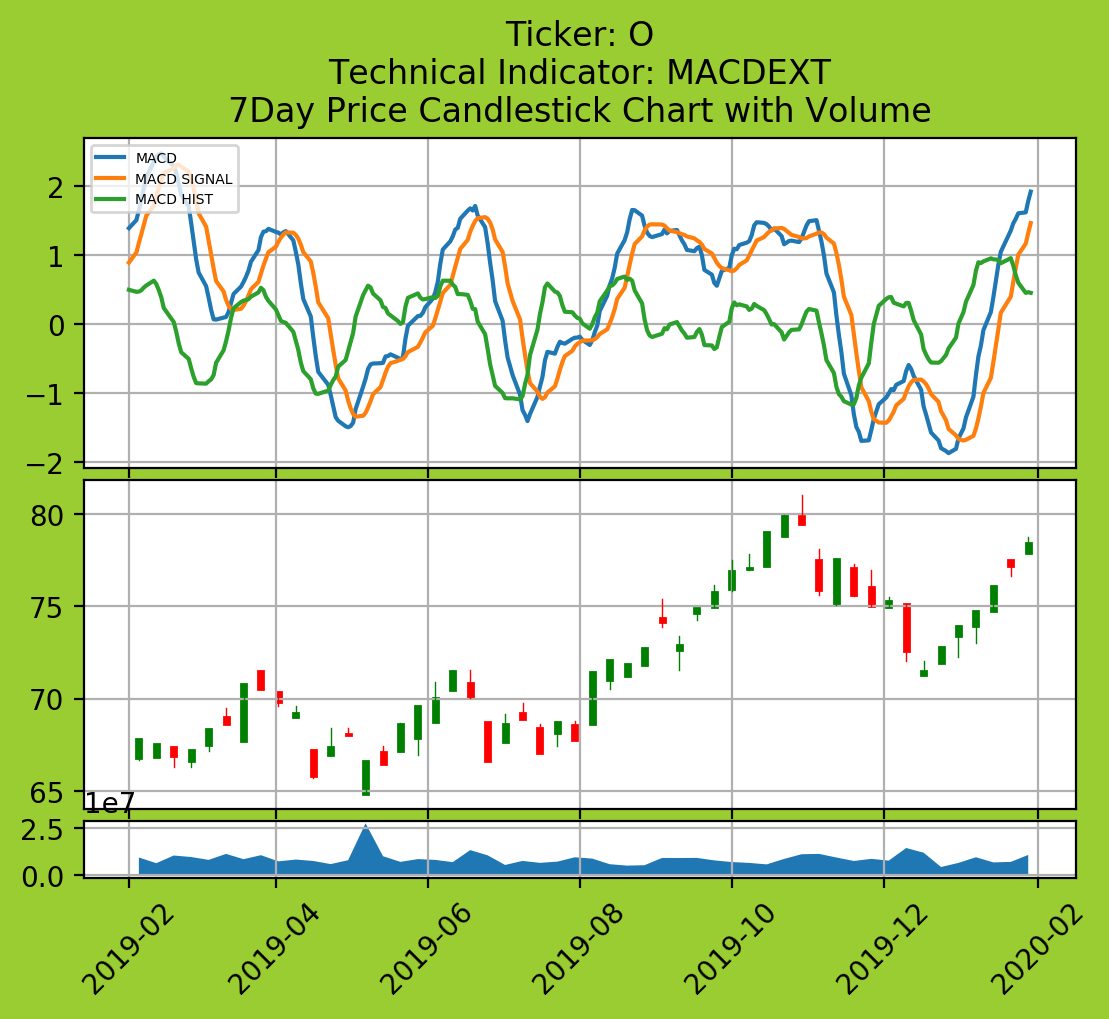 Ticker: O
Technical Indicator: MACDEXT
7Day Price Candlestick Chart with Volume
MACD
MACD SIGNAL
MACD HIST
2
1
0
−1
−2
80
75
70
65
1e7
2.5
0.0
2019-02
2019-04
2019-06
2019-08
2019-10
2019-12
2020-02